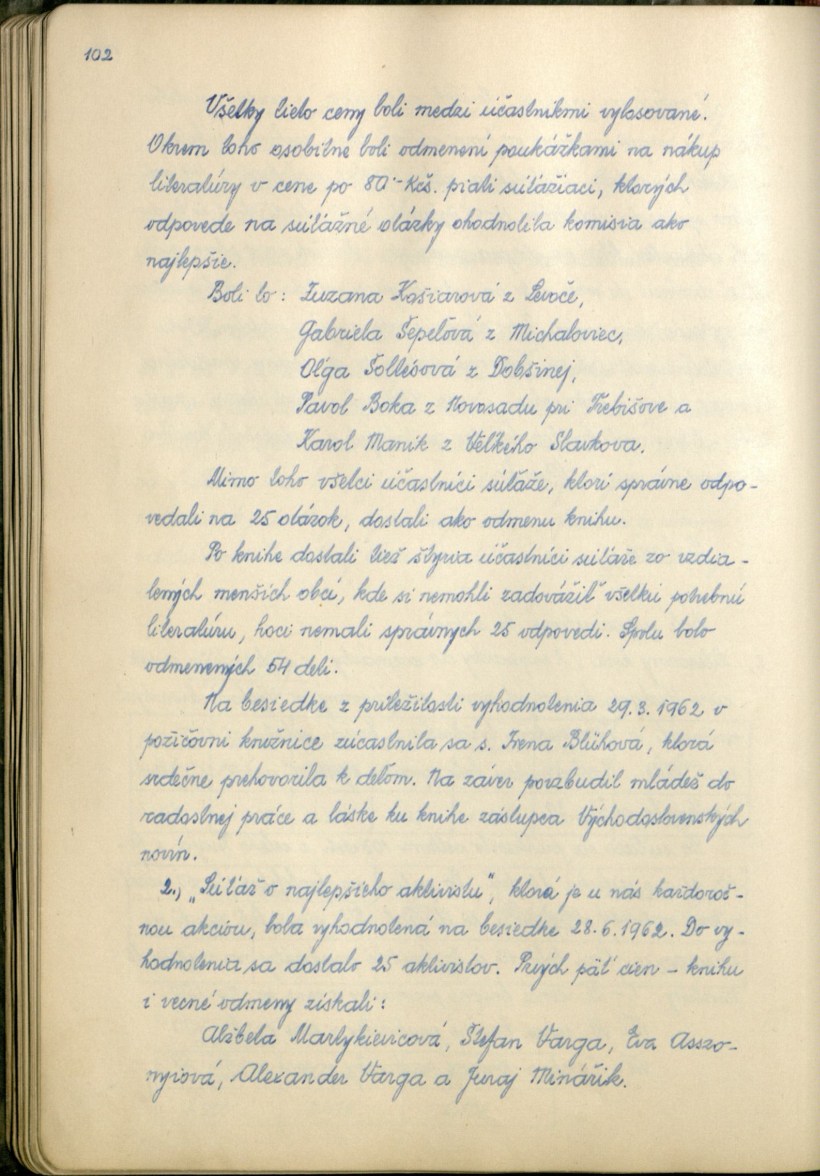 102
Všetky tieto ceny boli medzi účastníkmi vylosované.
Okrem toho osobitne boli odmenení poukážkami na nákup
literatúry v cene po 80'- Kčs. piati súťažiaci, ktorých
odpovede na súťažné otázky ohodnotila komisia ako
najlepšie.
Boli to: Zuzana Košiarová z Levoče,
Gabriela Šepeľová z Michaloviec,
Oľga Šoltésová z Dobšinej,
Pavol Boka z Novosadu pri Trebišove a
Karol Manik z Veľkého Slavkova.
Mimo toho všetci účastníci súťaže, ktorí správne odpo-
vedali na 25 otázok, dostali ako odmenu knihu.
Po knihe dostali tiež štyria účastníci súťaže zo vzdia-
lených menších obcí, kde si nemohli zadovážiť všetku potrebnú
literatúru, hoci nemali správnych 25 odpovedi. Spolu bolo
odmenených 54 deti.
Na besiedke z príležitosti vyhodnotenia 29.3.1962 v
požičovni knižnice zúčastnila sa s. Irena Blühová, ktorá
srdečne prehovorila k deťom. Na záver povzbudil mládež do
radostnej práce a láske ku knihe zástupca Východoslovenských
novín.
2., „Súťaž o najlepšieho aktivistu", ktorá je u nás každoroč-
nou akciou, bola vyhodnotená na besiedke 28.6.1962. Do vy-
hodnotenia sa dostalo 25 aktivistov. Prvých päť cien - knihu
i vecné odmeny získali:
Alžbeta Martykievicová, Štefan Varga, Eva Asszo-
nyiová, Alexander Varga a Juraj Minárik.